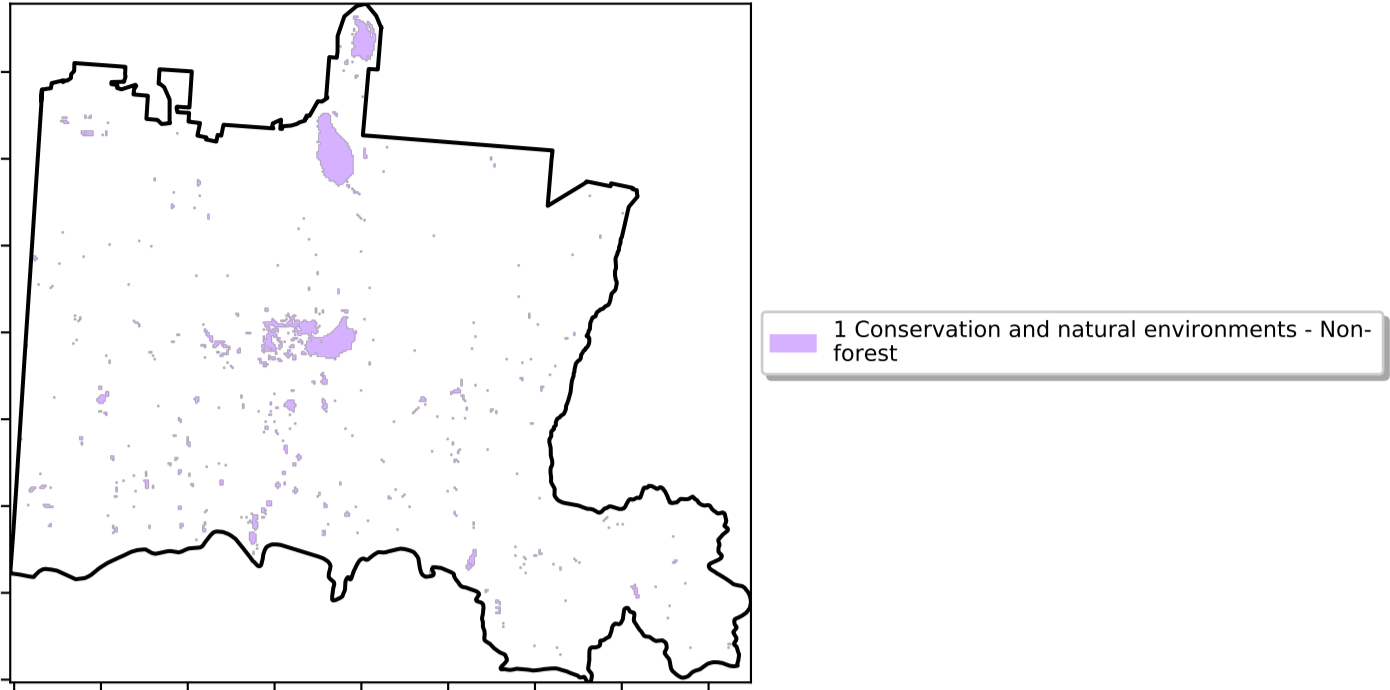 1 Conservation and natural environments - Non-
forest